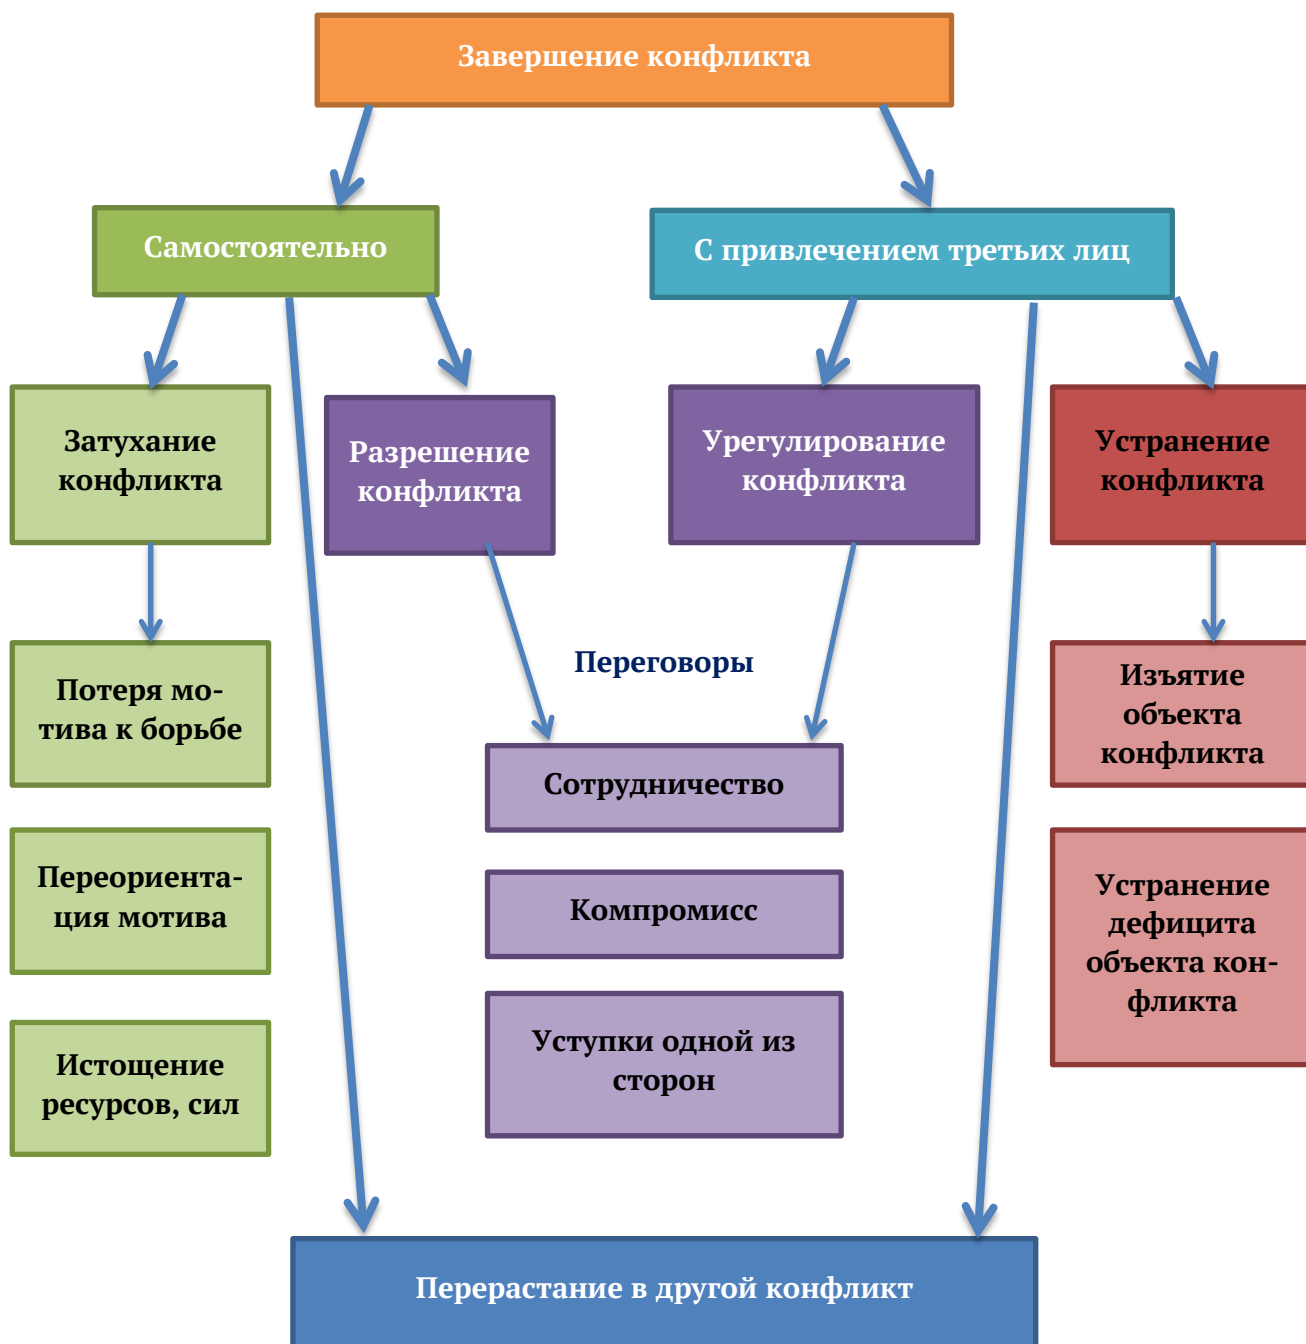 Завершение конфликта
Самостоятельно
С привлечением третьих лиц
Затухание
конфликта
Разрешение
конфликта
Урегулирование
конфликта
Устранение
конфликта
Переговоры
Потеря мо-
тива к борьбе
Изъятие
объекта
конфликта
Сотрудничество
Переориента-
ция мотива
Компромисс
Устранение
дефицита
объекта кон-
фликта
Истощение
ресурсов, сил
Уступки одной из
сторон
Перерастание в другой конфликт